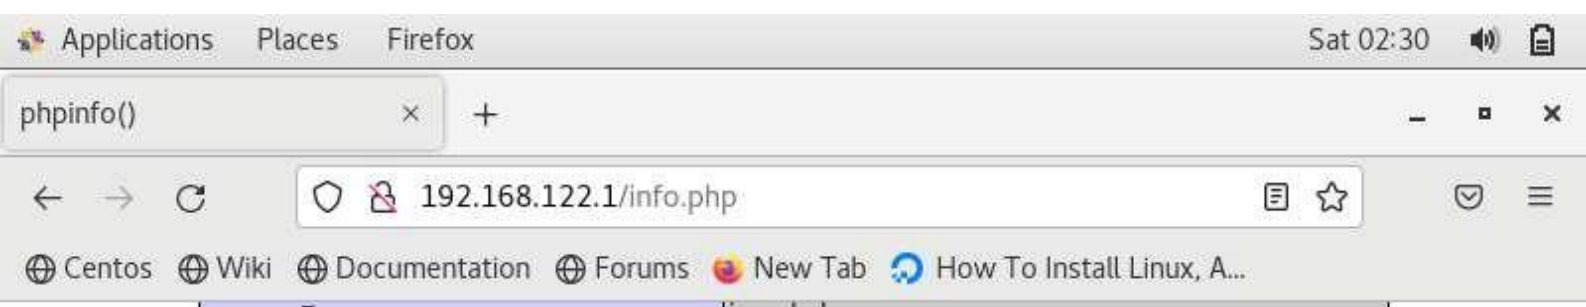 Applications Places Firefox Sat 02:30
phpinfo()
192.168.122.1/info.php
Centos Wiki Documentation Forums New Tab How To Install Linux, A...